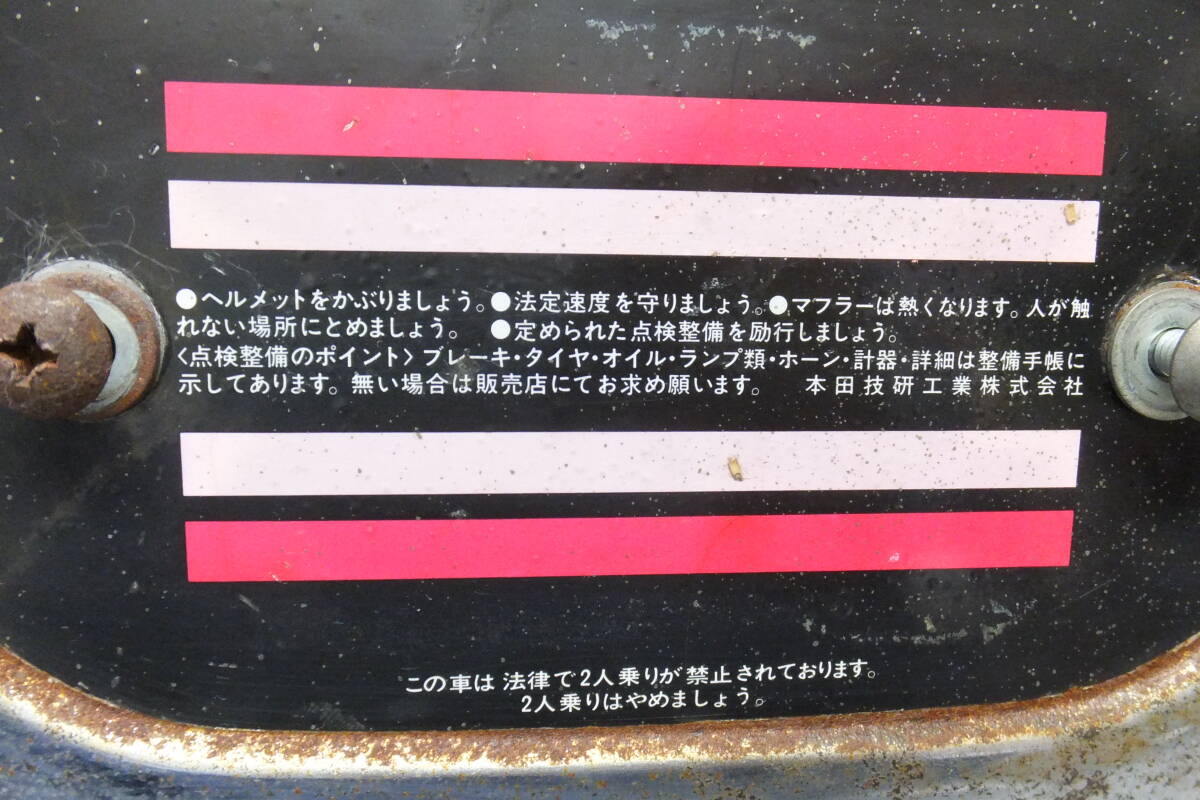 ●ヘルメットをかぶりましょう。●法定速度を守りましょう。●マフラーは熱くなります。人が触
れない場所にとめましょう。 ●定められた点検整備を励行しましょう。
〈点検整備のポイント〉ブレーキ・タイヤ・オイル・ランプ類・ホーン・計器・詳細は整備手帳に
示してあります。無い場合は販売店にてお求め願います。 本田技研工業株式会社
この車は法律で2人乗りが禁止されております。
2人乗りはやめましょう。